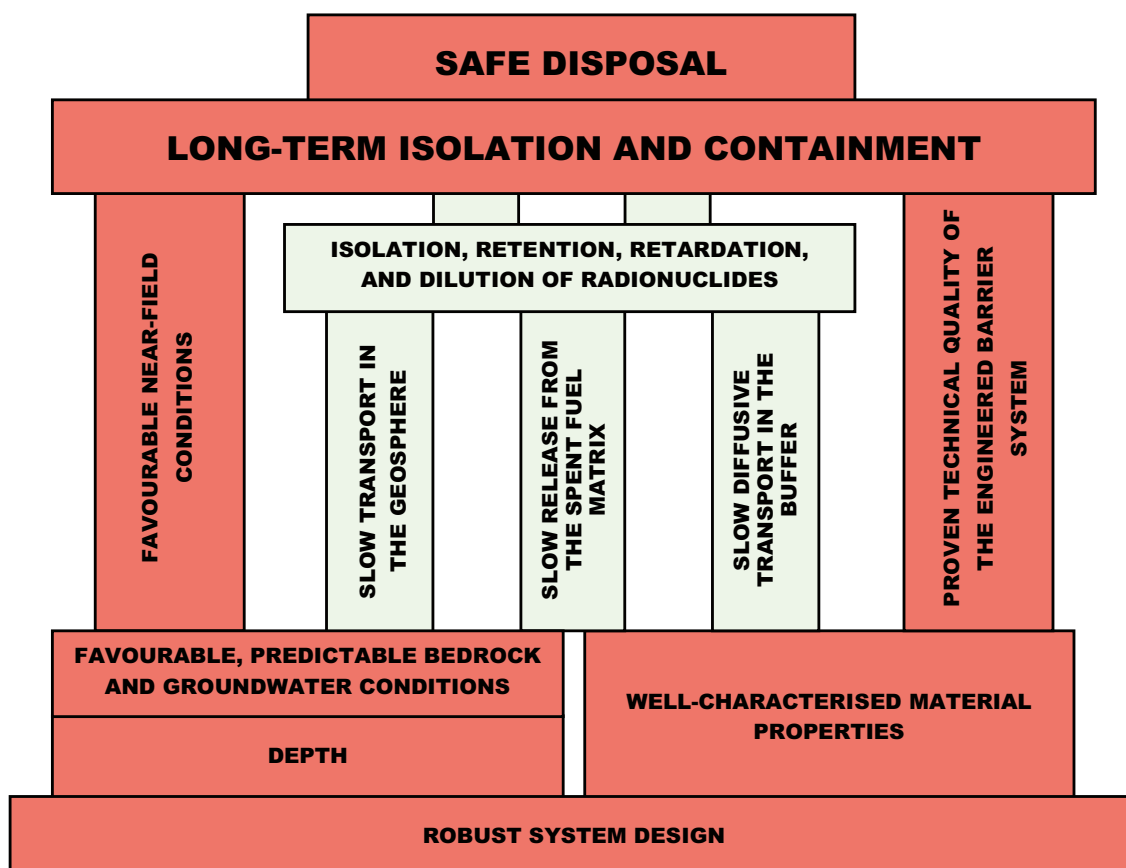 SAFE DISPOSAL
LONG-TERM ISOLATION AND CONTAINMENT
ISOLATION, RETENTION, RETARDATION,
AND DILUTION OF RADIONUCLIDES
FAVOURABLE NEAR-FIELD
CONDITIONS
SLOW TRANSPORT IN
THE GEOSPHERE
SLOW RELEASE FROM
THE SPENT FUEL
MATRIX
SLOW DIFFUSIVE
TRANSPORT IN THE
BUFFER
PROVEN TECHNICAL QUALITY OF
THE ENGINEERED BARRIER
SYSTEM
FAVOURABLE, PREDICTABLE BEDROCK
AND GROUNDWATER CONDITIONS
WELL-CHARACTERISED MATERIAL
PROPERTIES
DEPTH
ROBUST SYSTEM DESIGN